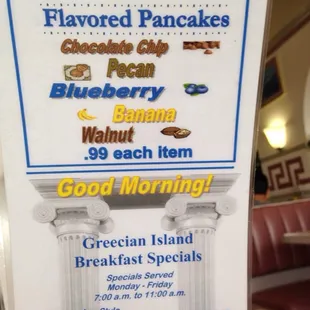 Flavored Pancakes
Chocolate Chip
Pecan
Blueberry
Banana
Walnut
.99 each item
Good Morning!
Greecian Island
Breakfast Specials
Specials Served
Monday - Friday
7:00 a.m. to 11:00 a.m.